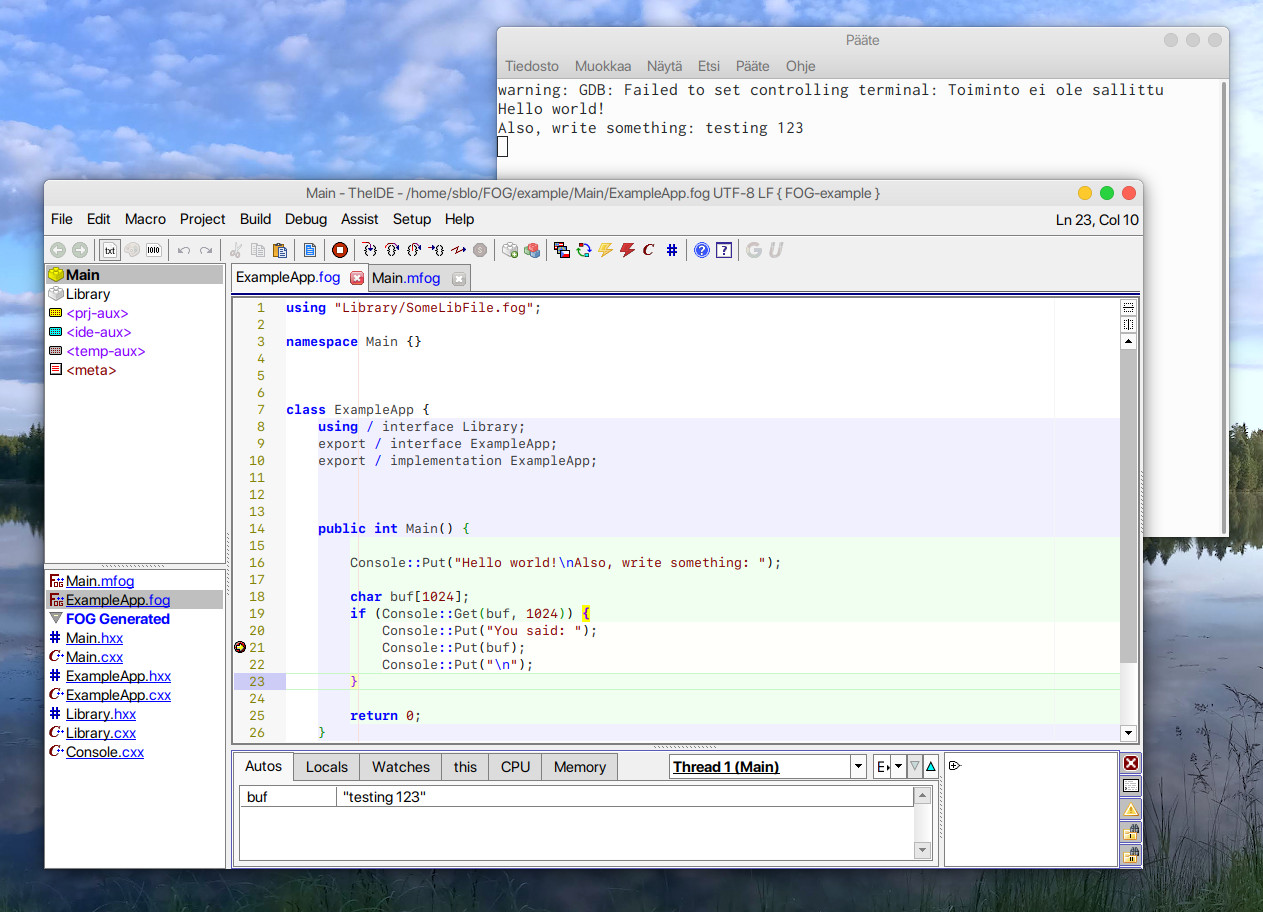 Pääte
Tiedosto Muokkaa Näytä Etsi Pääte Ohje
warning: GDB: Failed to set controlling terminal: Toiminto ei ole sallittu
Hello world!
Also, write something: testing 123
Main - TheIDE - /home/sblo/FOG/example/Main/ExampleApp.fog UTF-8 LF { FOG-example }
File Edit Macro Project Build Debug Assist Setup Help Ln 23, Col 10
txt
Main
Library
<prj-aux>
<ide-aux>
<temp-aux>
<meta>
Main.mfog
ExampleApp.fog
FOG Generated
Main.hxx
Main.cxx
ExampleApp.hxx
ExampleApp.cxx
Library.hxx
Library.cxx
Console.cxx
ExampleApp.fog Main.mfog
1 using "Library/SomeLibFile.fog";
2
3 namespace Main {}
4
5
6
7 class ExampleApp {
8 using / interface Library;
9 export / interface ExampleApp;
10 export / implementation ExampleApp;
11
12
13
14 public int Main() {
15
16 Console::Put("Hello world!\nAlso, write something: ");
17
18 char buf[1024];
19 if (Console::Get(buf, 1024)) {
20 Console::Put("You said: ");
21 Console::Put(buf);
22 Console::Put("\n");
23 }
24
25 return 0;
26 }
Autos Locals Watches this CPU Memory Thread 1 (Main) E
buf "testing 123"